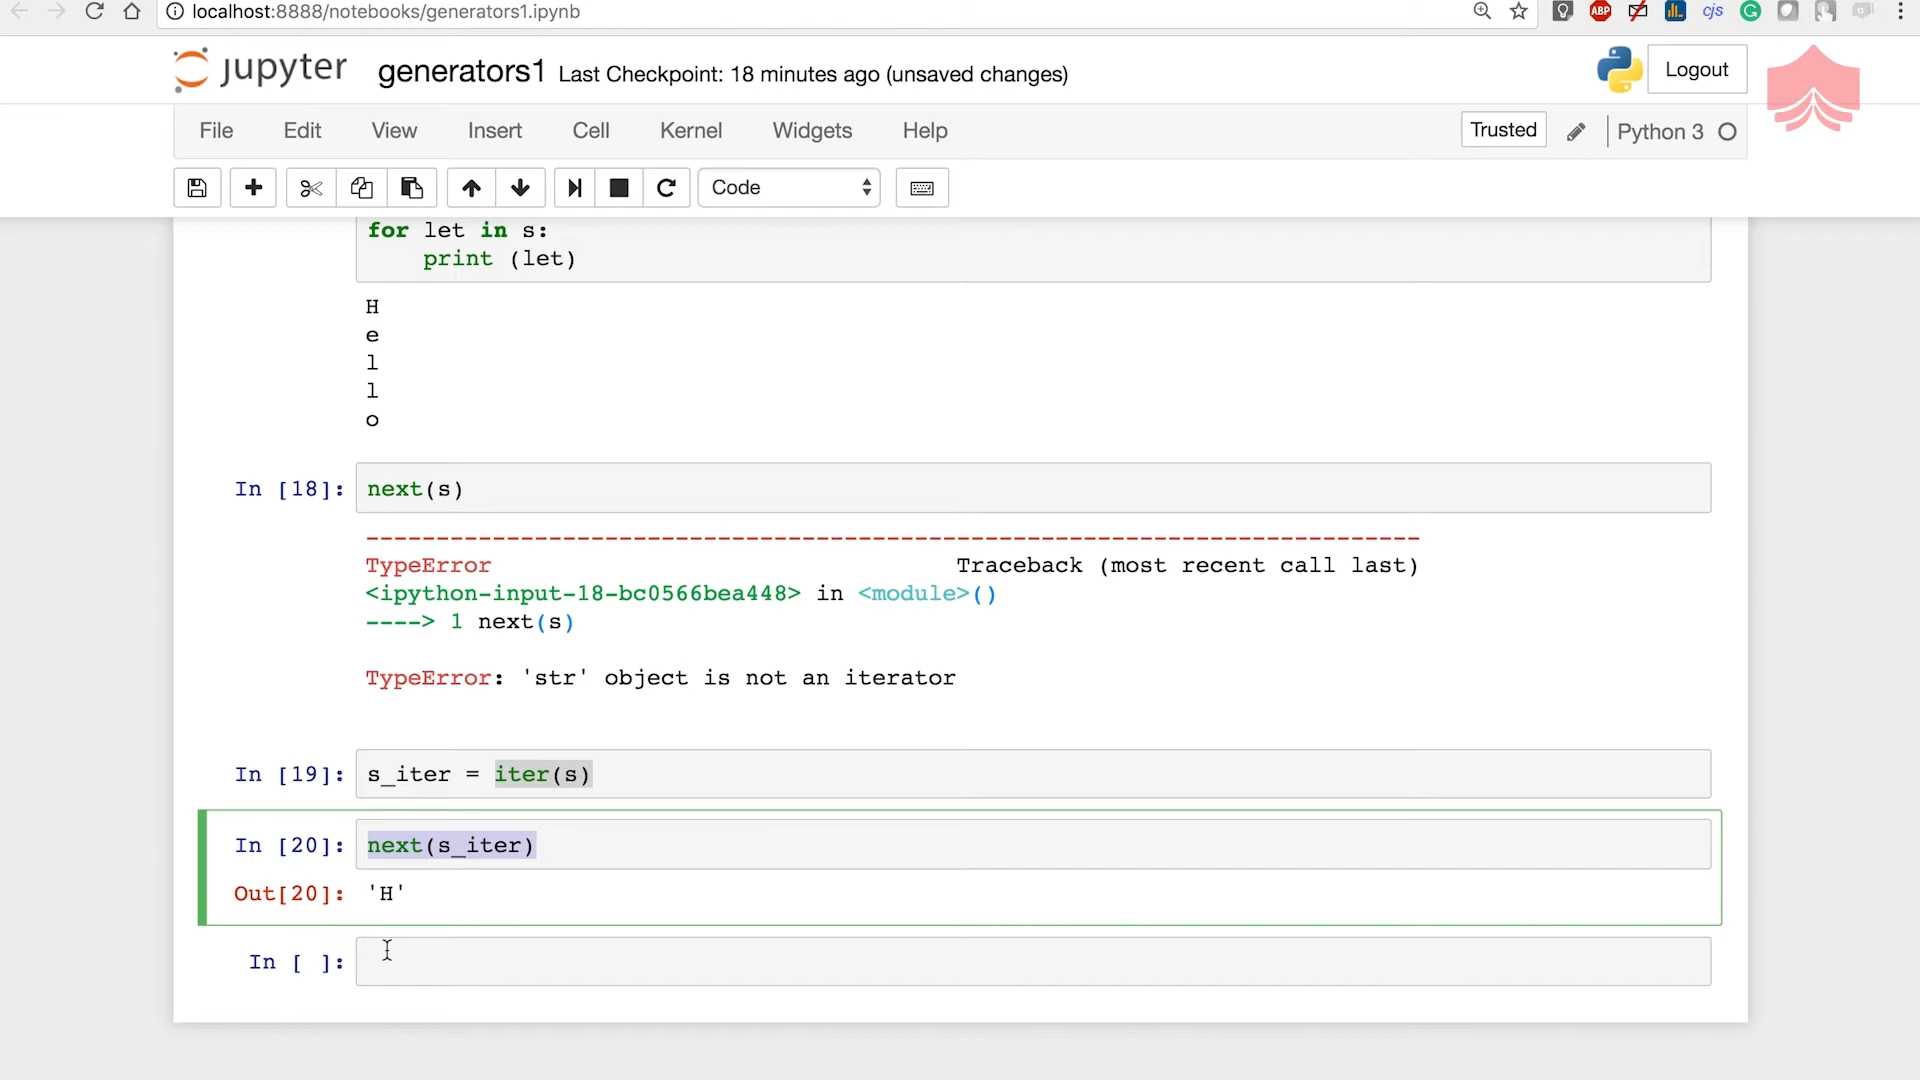 localhost:8888/notebooks/generators1.ipynb
ABP
cjs
jupyter generators1 Last Checkpoint: 18 minutes ago (unsaved changes)
Logout
File Edit View Insert Cell Kernel Widgets Help
Trusted
Python 3
Code
for let in s:
print (let)
H
e
l
l
o
In [18]: next(s)
---------------------------------------------------------------------------
TypeError Traceback (most recent call last)
<ipython-input-18-bc0566bea448> in <module>()
----> 1 next(s)
TypeError: 'str' object is not an iterator
In [19]: s_iter = iter(s)
In [20]: next(s_iter)
Out[20]: 'H'
In [ ]: